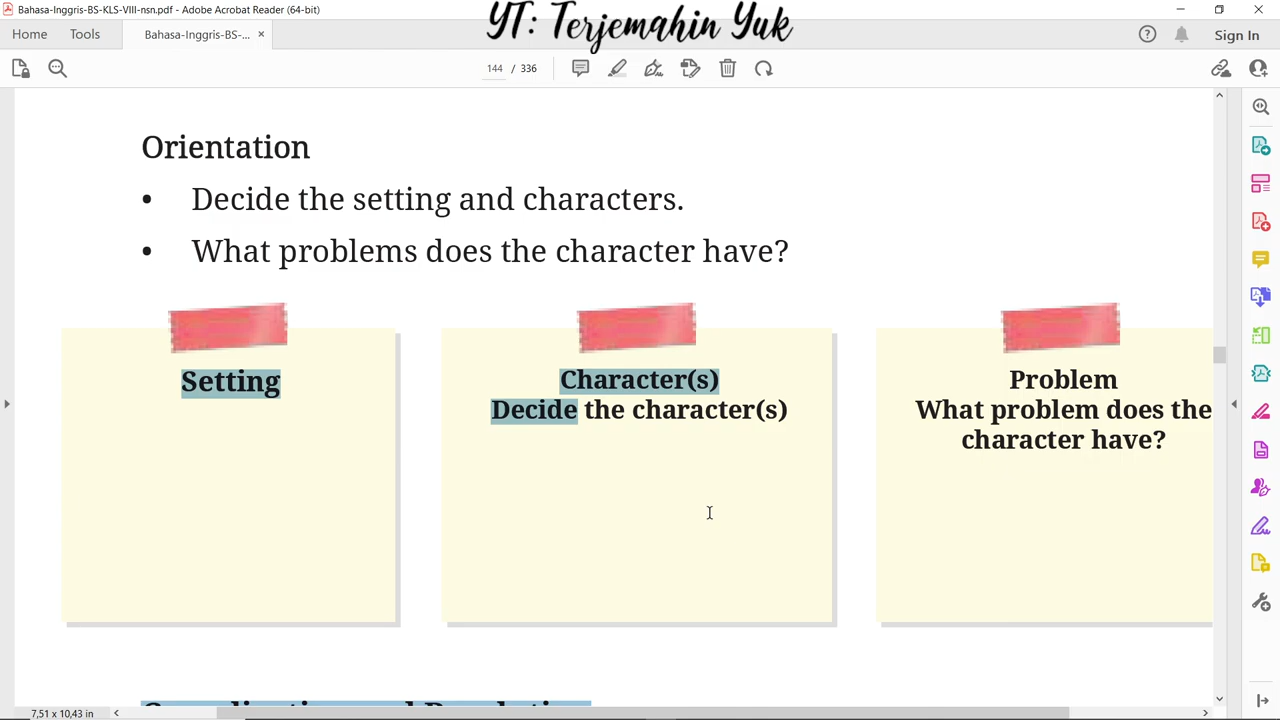 Bahasa-Inggris-BS-KLS-VIII-nsn.pdf - Adobe Acrobat Reader (64-bit)
YT: Terjemahin Yuk
Home Tools Bahasa-Inggris-BS-... × Sign In
144 / 336
Orientation
• Decide the setting and characters.
• What problems does the character have?
Setting
Character(s)
Decide the character(s)
Problem
What problem does the
character have?
7,51 x 10,43 in